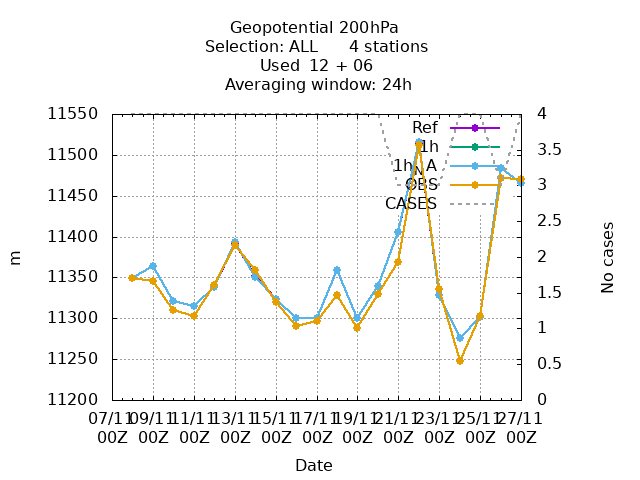 Geopotential 200hPa
Selection: ALL 4 stations
Used 12 + 06
Averaging window: 24h
11550
11500
11450
11400
11350
11300
11250
11200
m
4
3.5
3
2.5
2
1.5
1
0.5
0
No cases
Ref
1h
1h_NA
OBS
CASES
07/11 09/11 11/11 13/11 15/11 17/11 19/11 21/11 23/11 25/11 27/11
00Z 00Z 00Z 00Z 00Z 00Z 00Z 00Z 00Z 00Z 00Z
Date